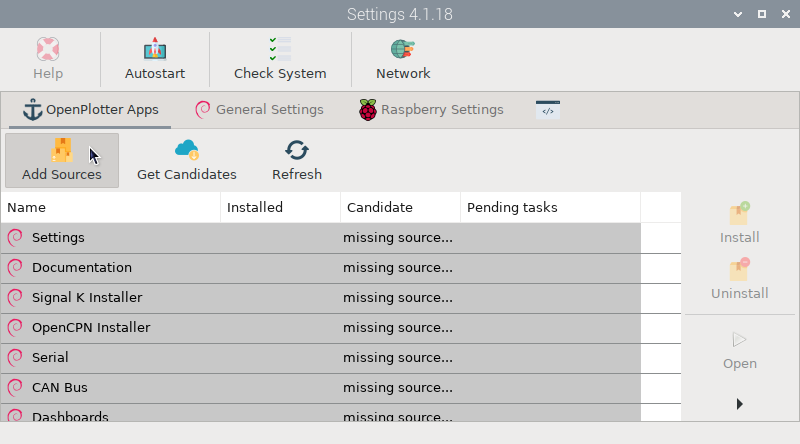 Settings 4.1.18
Help Autostart Check System Network
OpenPlotter Apps General Settings Raspberry Settings </>
Add Sources Get Candidates Refresh
Name Installed Candidate Pending tasks
Settings missing source...
Documentation missing source...
Signal K Installer missing source...
OpenCPN Installer missing source...
Serial missing source...
CAN Bus missing source...
Dashboards missing source...
Install
Uninstall
Open